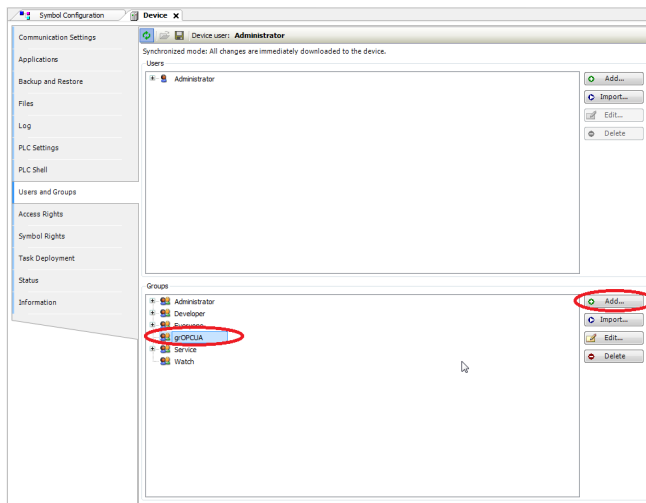 Symbol Configuration
Device
Communication Settings
Applications
Backup and Restore
Files
Log
PLC Settings
PLC Shell
Users and Groups
Access Rights
Symbol Rights
Task Deployment
Status
Information
Device user: Administrator
Synchronized mode: All changes are immediately downloaded to the device.
Users
Administrator
Add...
Import...
Edit...
Delete
Groups
Administrator
Developer
Everyone
grOPCUA
Service
Watch
Add...
Import...
Edit...
Delete